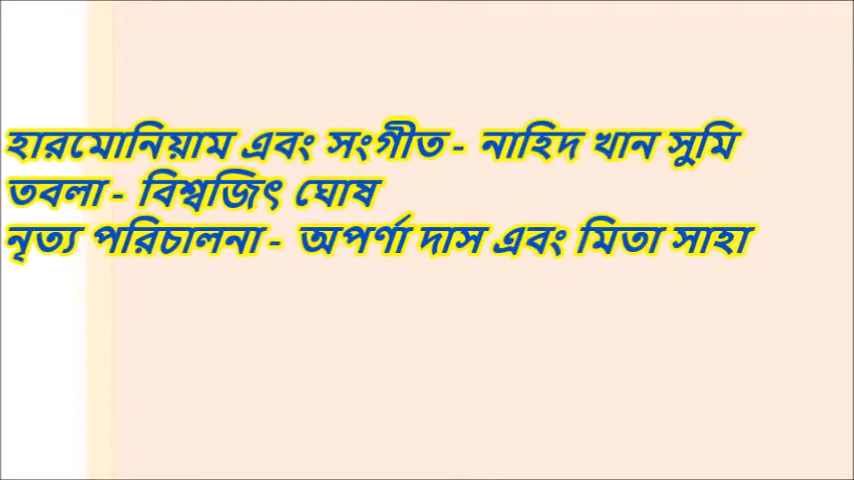 হারমোনিয়াম এবং সংগীত - নাহিদ খান সুমি
তবলা - বিশ্বজিৎ ঘোষ
নৃত্য পরিচালনা - অপর্ণা দাস এবং মিতা সাহা